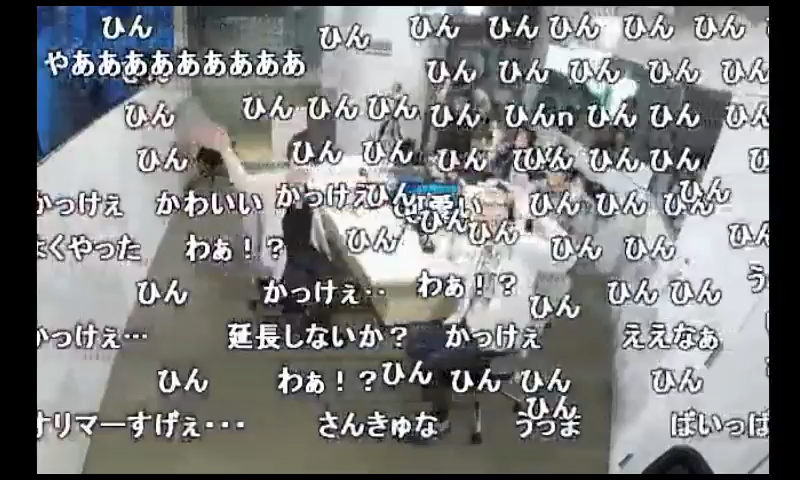 ひん ひん ひん ひん ひん ひん ひん
やああああああああああ ひん ひん ひん ひん ひん
ひん ひん ひん ひん ひん ひんn ひん ひん
ひん ひん ひん ひん ひん ひん ひん
かっけぇ かわいい かっけぇ ひん 可愛い ひん ひん ひん ひん
よくやった わぁ！？ ひん ひん ひん ひん ひん
ひん かっけぇ‥ わぁ！？ ひん ひん ひん
かっけぇ… 延長しないか？ かっけぇ ええなぁ
ひん わぁ！？ ひん ひん ひん ひん
オリマーすげぇ・・・ さんきゅな ひん うつま